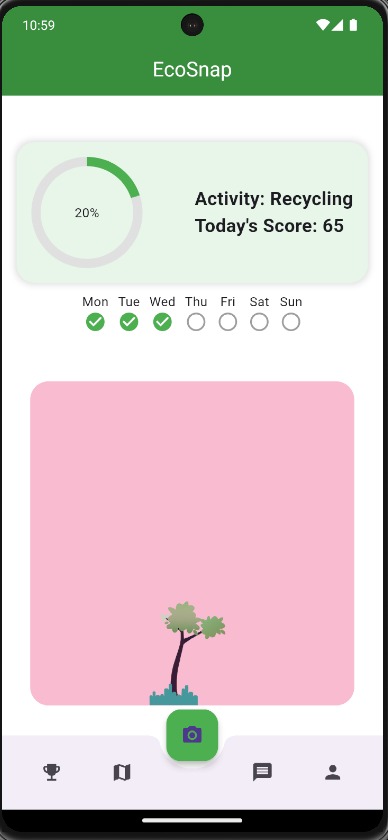 10:59
EcoSnap
20%
Activity: Recycling
Today's Score: 65
Mon Tue Wed Thu Fri Sat Sun